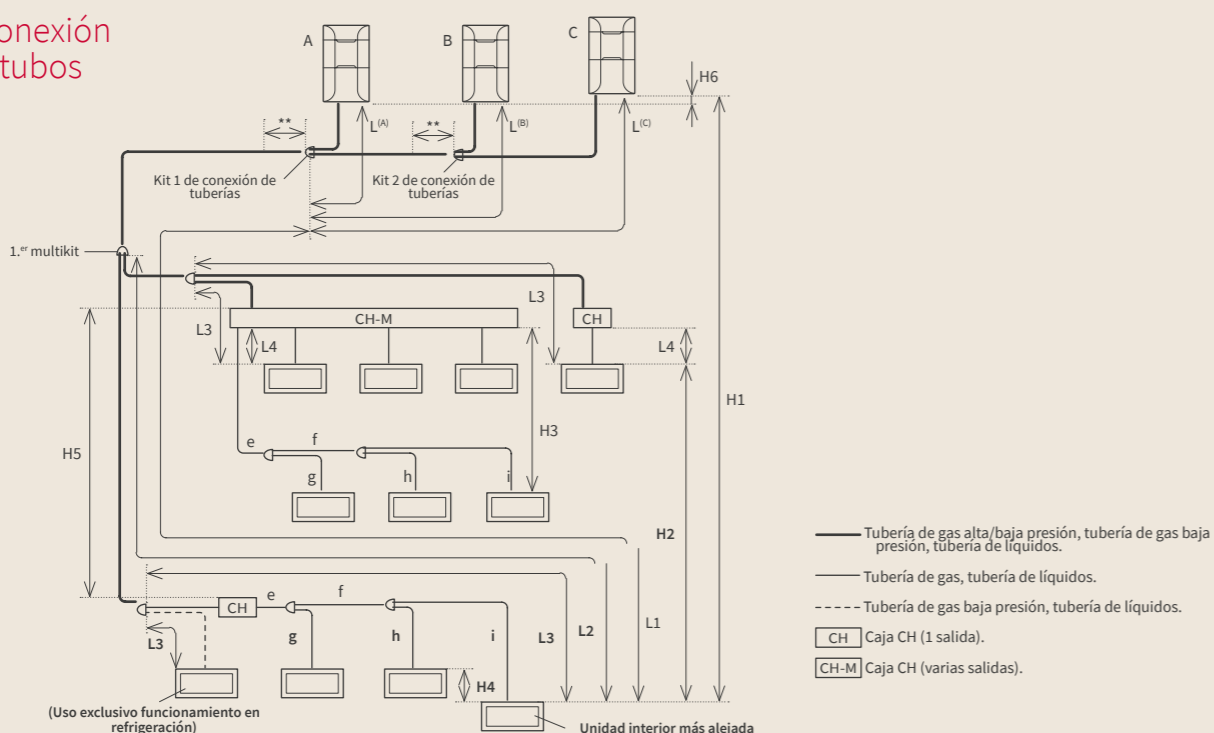 onexión
tubos
A
B
C
H6
**
**
L(A)
L(B)
L(C)
Kit 1 de conexión de
tuberías
Kit 2 de conexión de
tuberías
1.er multikit
L3
L3
CH-M
CH
L4
L4
H1
H5
H3
e
f
g
h
i
H2
Tubería de gas alta/baja presión, tubería de gas baja
presión, tubería de líquidos.
Tubería de gas, tubería de líquidos.
Tubería de gas baja presión, tubería de líquidos.
CH Caja CH (1 salida).
CH-M Caja CH (varias salidas).
CH
e
f
g
h
i
L3
L3
L2
L1
H4
(Uso exclusivo funcionamiento en
refrigeración)
Unidad interior más alejada